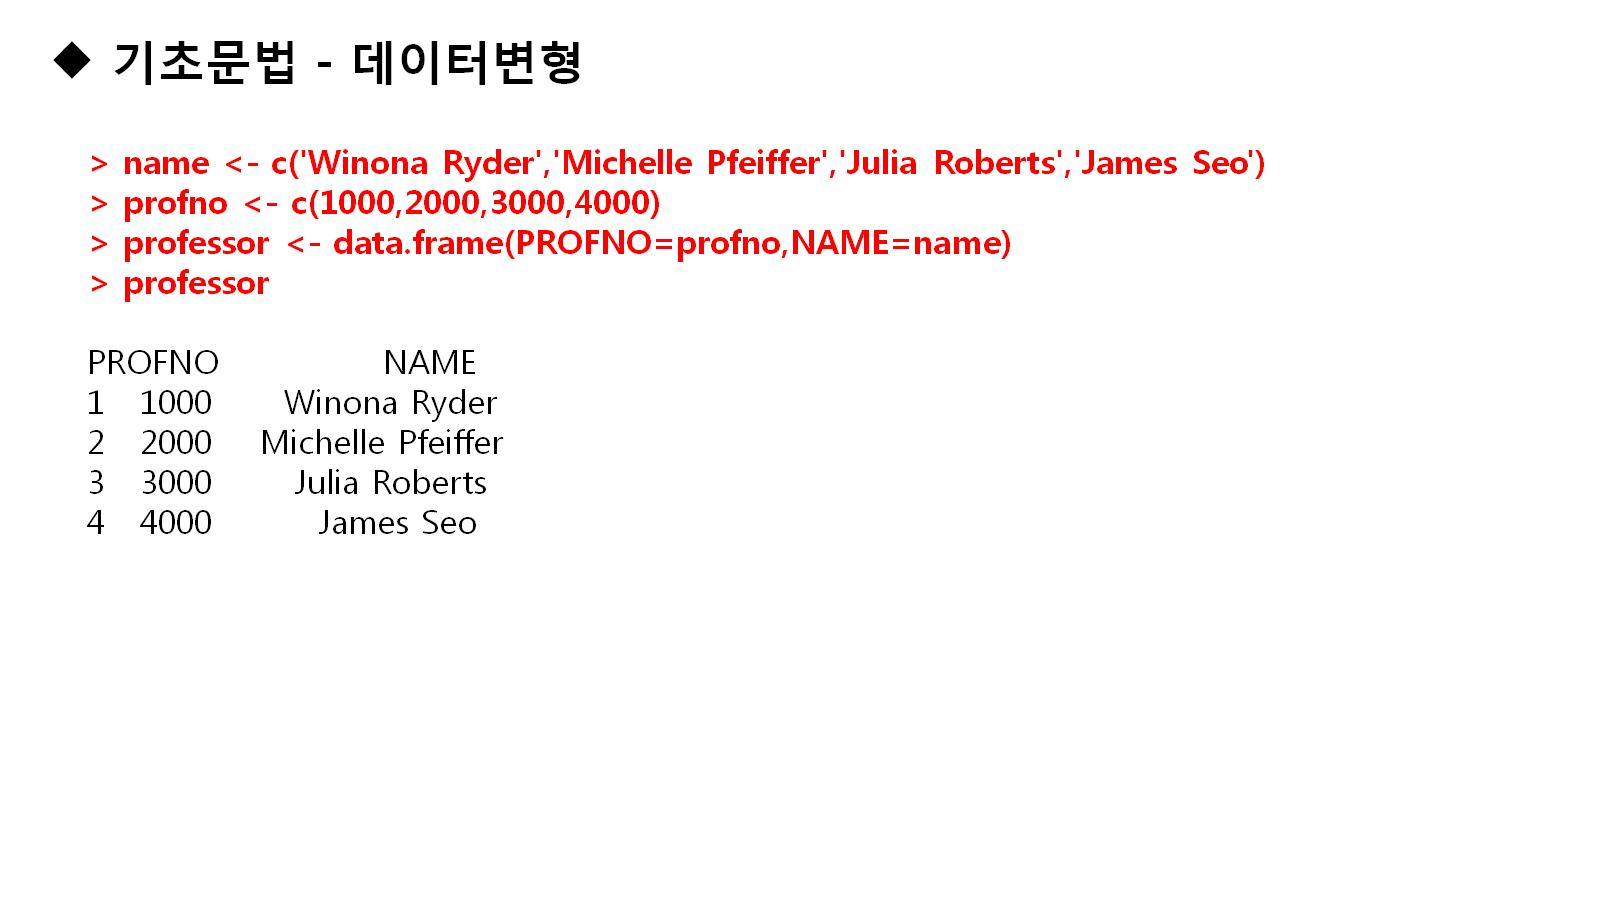 ◆ 기초문법 - 데이터변형
> name <- c('Winona Ryder','Michelle Pfeiffer','Julia Roberts','James Seo')
> profno <- c(1000,2000,3000,4000)
> professor <- data.frame(PROFNO=profno,NAME=name)
> professor
PROFNO NAME
1 1000 Winona Ryder
2 2000 Michelle Pfeiffer
3 3000 Julia Roberts
4 4000 James Seo